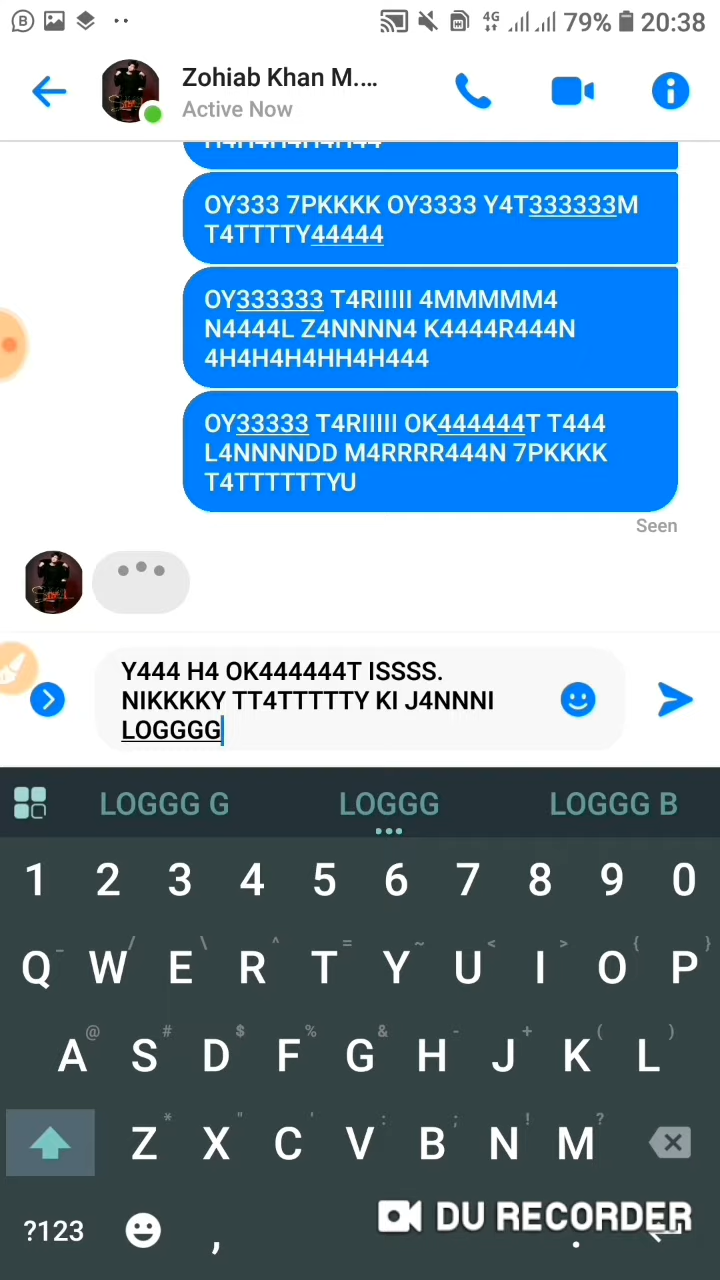 79% 20:38
4G
Zohiab Khan M....
Active Now
H4H4H4H4H44
OY333 7PKKKK OY3333 Y4T333333M
T4TTTTY44444
OY333333 T4RIIIII 4MMMMM4
N4444L Z4NNNN4 K4444R444N
4H4H4H4HH4H444
OY33333 T4RIIIII OK444444T T444
L4NNNNDD M4RRRR444N 7PKKKK
T4TTTTTTYU
Seen
Y444 H4 OK444444T ISSSS.
NIKKKKY TT4TTTTTY KI J4NNNI
LOGGGG
LOGGG G LOGGG LOGGG B
1 2 3 4 5 6 7 8 9 0
_ / \ ^ = ~ < > { }
Q W E R T Y U I O P
@ # $ % & - + ( )
A S D F G H J K L
* " ' : ; ! ?
Z X C V B N M
?123 , .
DU RECORDER